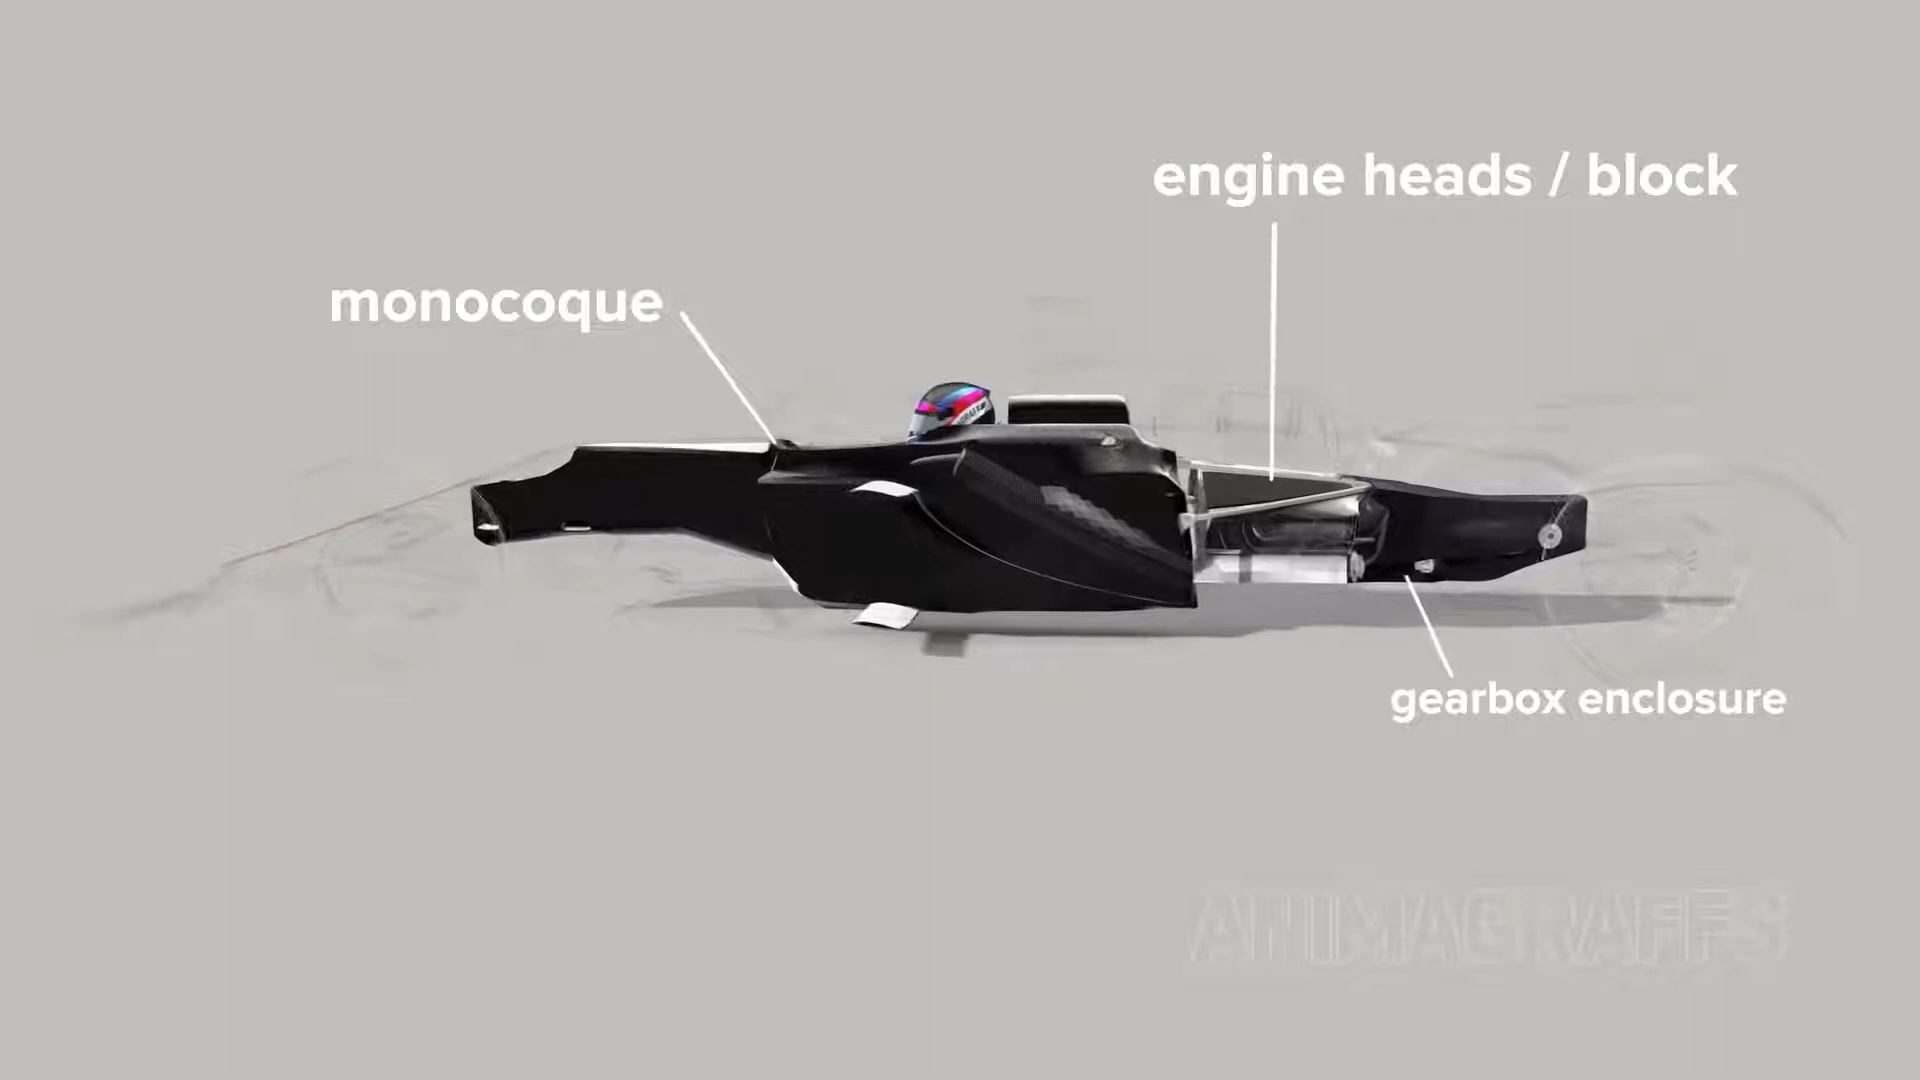 engine heads / block
monocoque
gearbox enclosure
ANIMAGRAFFS